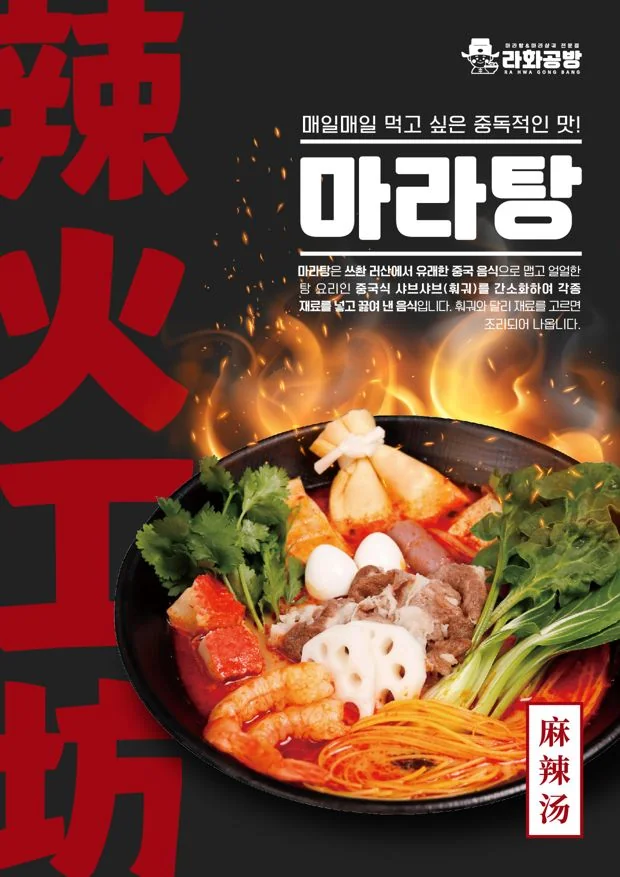 辣火工坊
마라탕&마라샹궈 전문점
라화공방
RA HWA GONG BANG
매일매일 먹고 싶은 중독적인 맛!
마라탕
마라탕은 쓰촨 러산에서 유래한 중국 음식으로 맵고 얼얼한
탕 요리인 중국식 샤브샤브(훠궈)를 간소화하여 각종
재료를 넣고 끓여 낸 음식입니다. 훠궈와 달리 재료를 고르면
조리되어 나옵니다.
麻辣汤